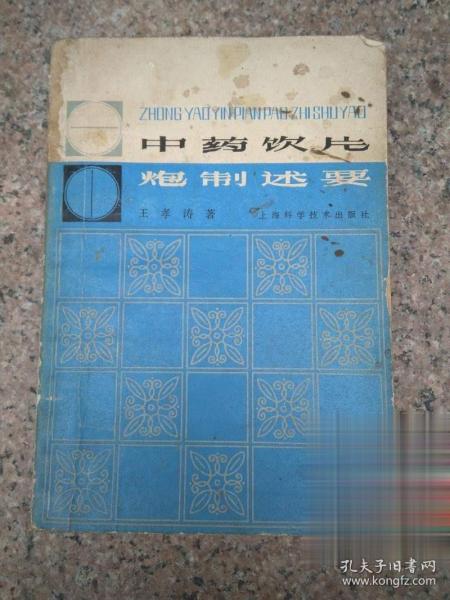 ZHONG YAO YIN PIAN PAO ZHI SHU YAO
中药饮片
炮制述要
王孝涛著 上海科学技术出版社
孔夫子旧书网
www.kongfz.com